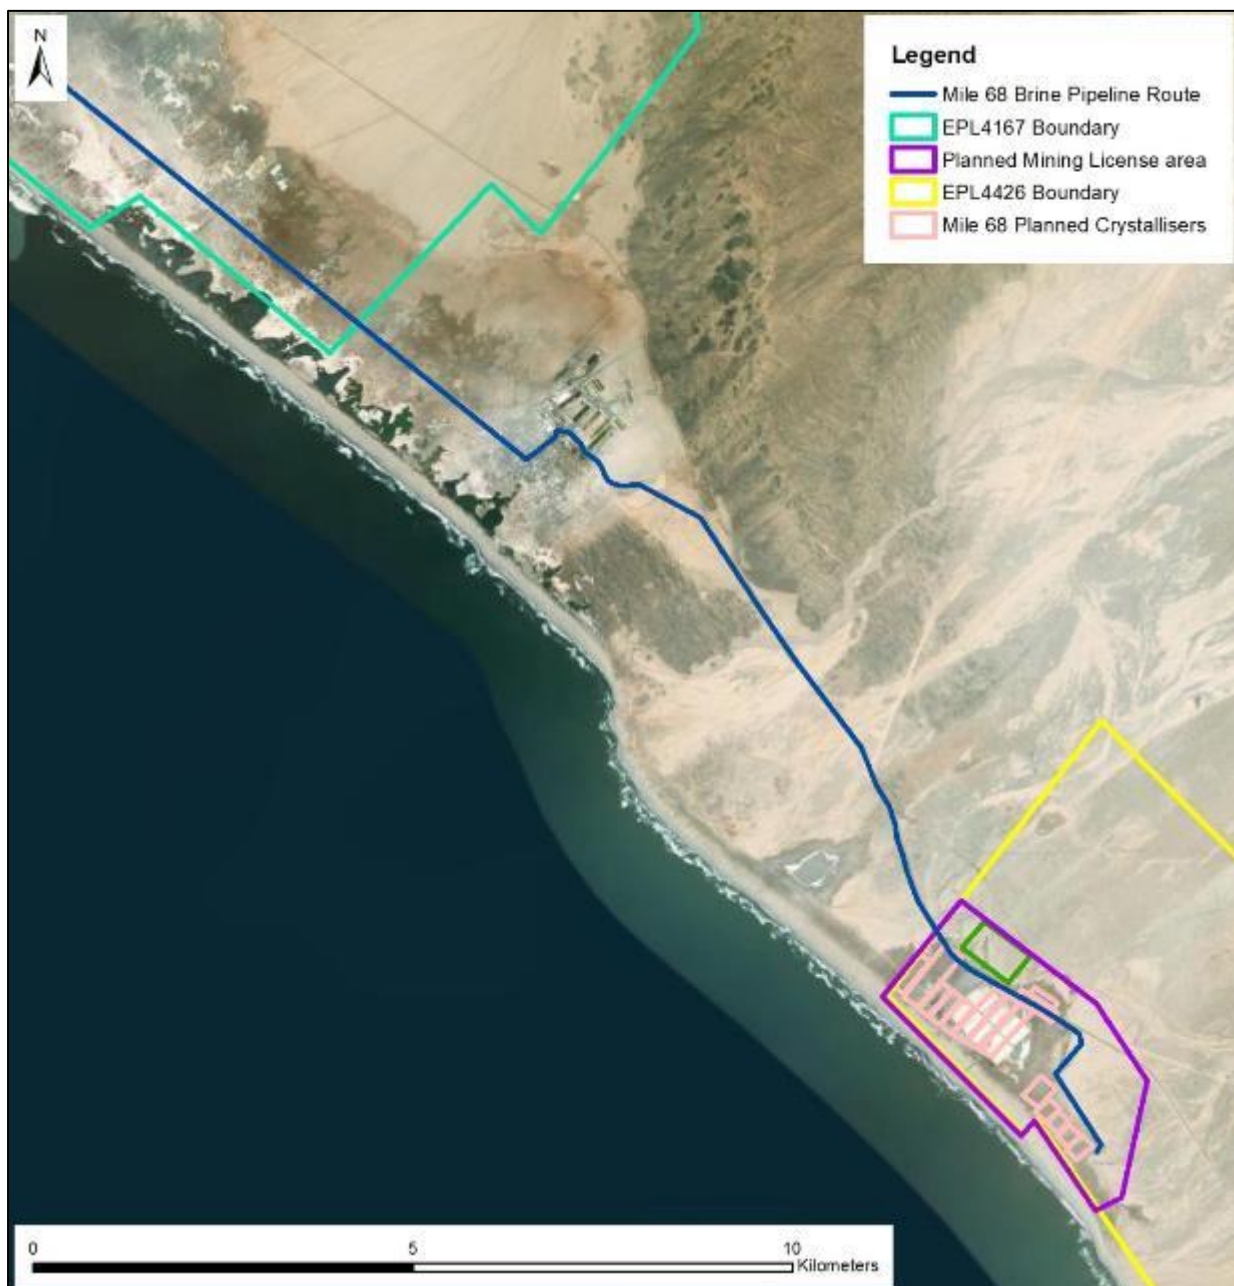 N
Legend
Mile 68 Brine Pipeline Route
EPL4167 Boundary
Planned Mining License area
EPL4426 Boundary
Mile 68 Planned Crystallisers
0 5 10
Kilometers